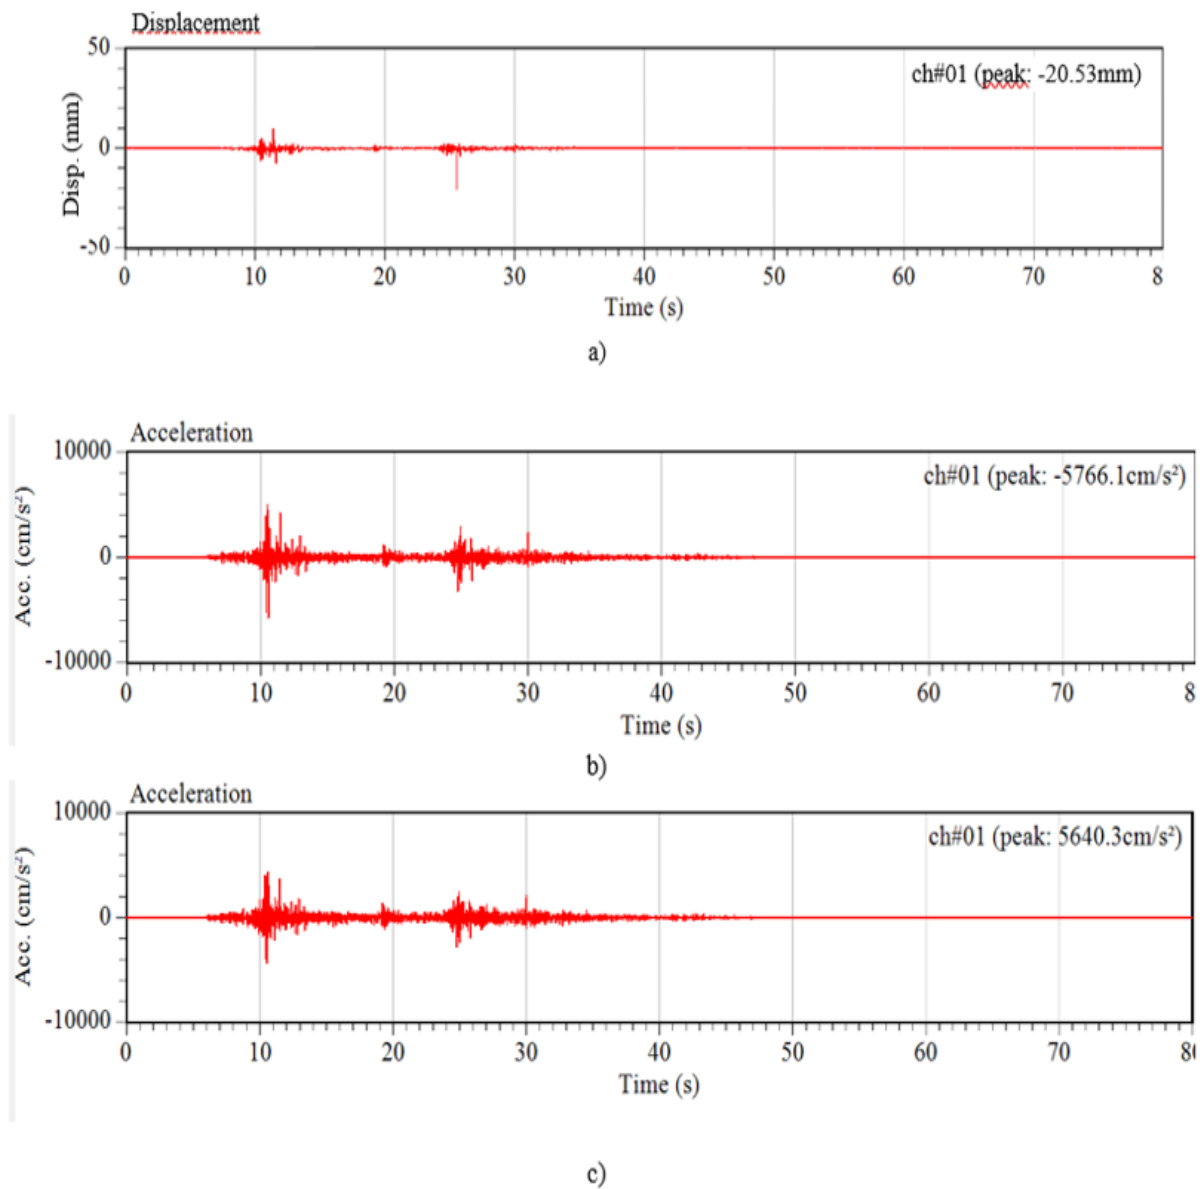 Displacement
50
ch#01 (peak: -20.53mm)
Disp. (mm)
0
-50
0 10 20 30 40 50 60 70 8
Time (s)
a)
Acceleration
10000
ch#01 (peak: -5766.1cm/s²)
Acc. (cm/s²)
0
-10000
0 10 20 30 40 50 60 70 8
Time (s)
b)
Acceleration
10000
ch#01 (peak: 5640.3cm/s²)
Acc. (cm/s²)
0
-10000
0 10 20 30 40 50 60 70 80
Time (s)
c)